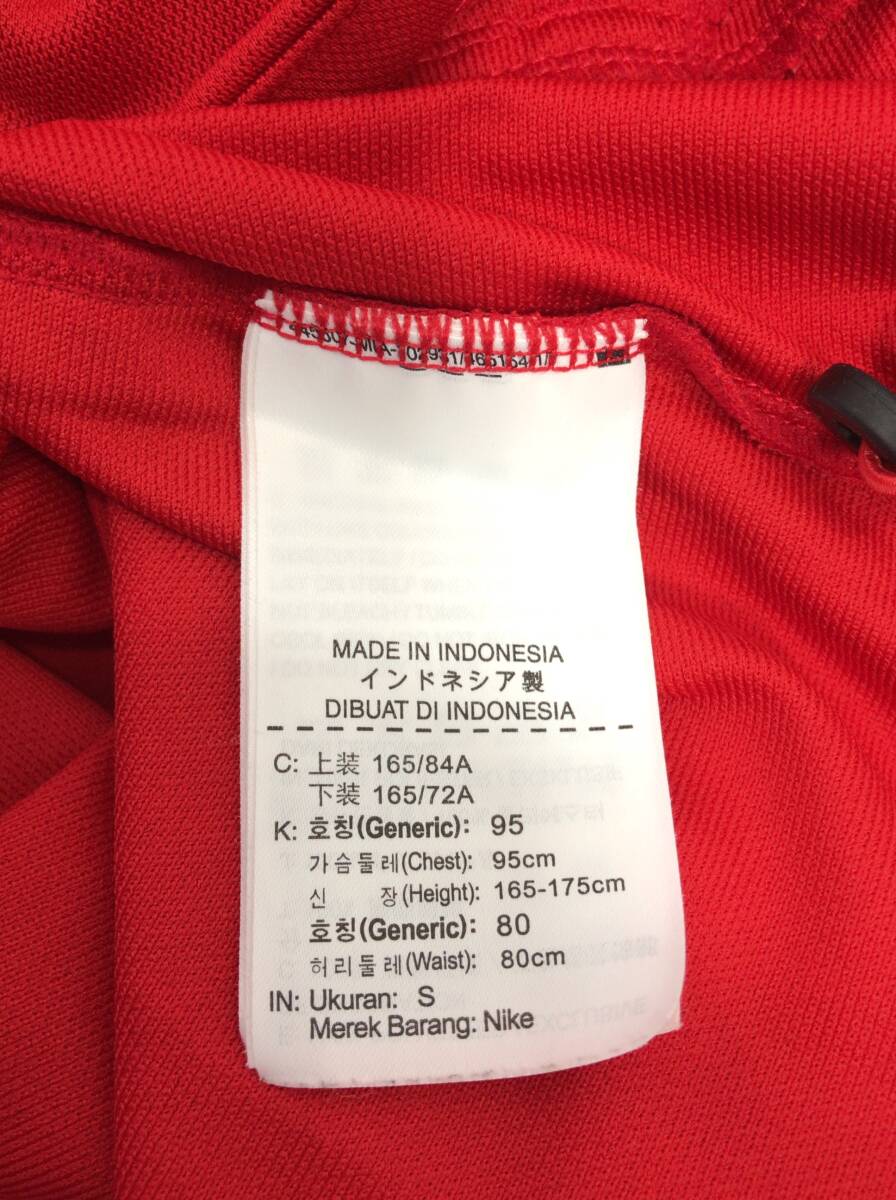 MADE IN INDONESIA
インドネシア製
DIBUAT DI INDONESIA
C: 上装 165/84A
下装 165/72A
K: 호칭(Generic): 95
가슴둘레(Chest): 95cm
신 장(Height): 165-175cm
호칭(Generic): 80
허리둘레(Waist): 80cm
IN: Ukuran: S
Merek Barang: Nike